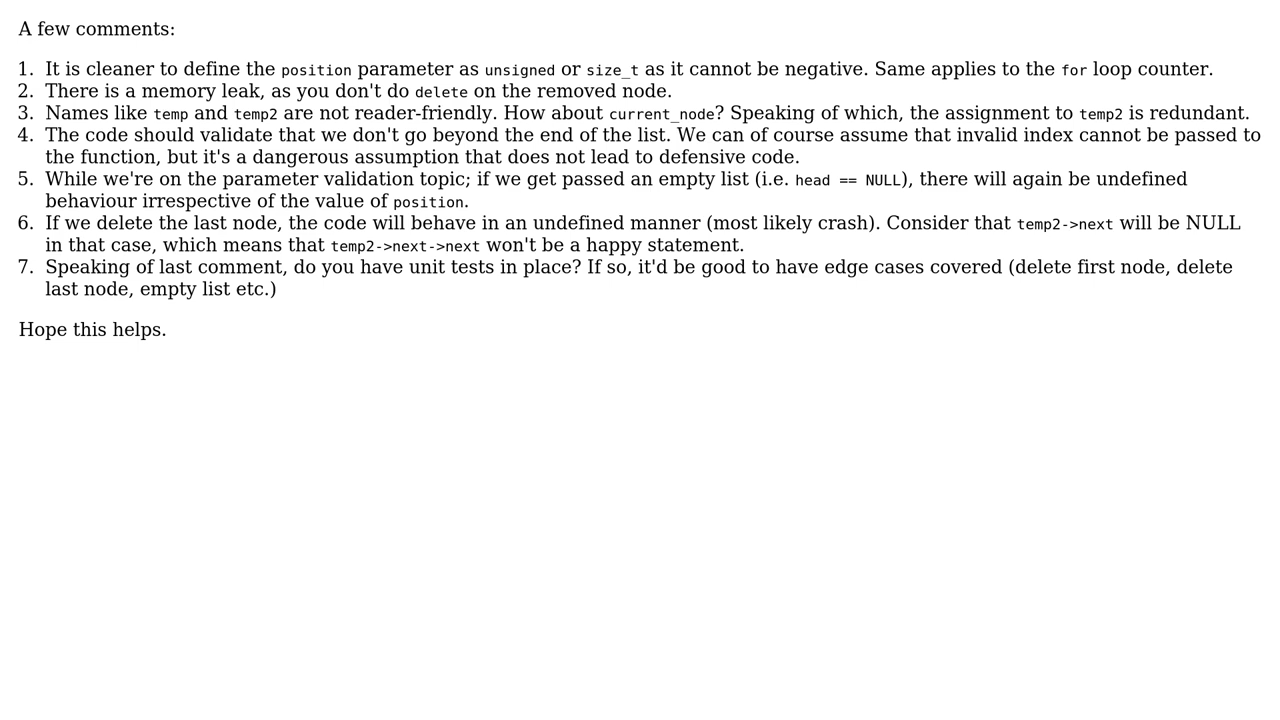 A few comments:
1. It is cleaner to define the position parameter as unsigned or size_t as it cannot be negative. Same applies to the for loop counter.
2. There is a memory leak, as you don't do delete on the removed node.
3. Names like temp and temp2 are not reader-friendly. How about current_node? Speaking of which, the assignment to temp2 is redundant.
4. The code should validate that we don't go beyond the end of the list. We can of course assume that invalid index cannot be passed to
the function, but it's a dangerous assumption that does not lead to defensive code.
5. While we're on the parameter validation topic; if we get passed an empty list (i.e. head == NULL), there will again be undefined
behaviour irrespective of the value of position.
6. If we delete the last node, the code will behave in an undefined manner (most likely crash). Consider that temp2->next will be NULL
in that case, which means that temp2->next->next won't be a happy statement.
7. Speaking of last comment, do you have unit tests in place? If so, it'd be good to have edge cases covered (delete first node, delete
last node, empty list etc.)
Hope this helps.